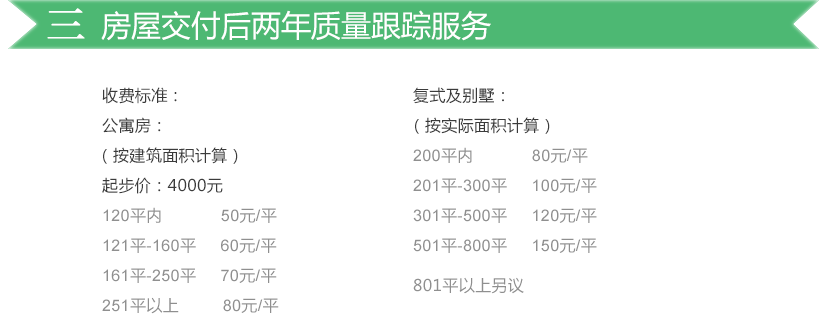 三 房屋交付后两年质量跟踪服务
收费标准：
公寓房：
（按建筑面积计算）
起步价：4000元
120平内 50元/平
121平-160平 60元/平
161平-250平 70元/平
251平以上 80元/平
复式及别墅：
（按实际面积计算）
200平内 80元/平
201平-300平 100元/平
301平-500平 120元/平
501平-800平 150元/平
801平以上另议